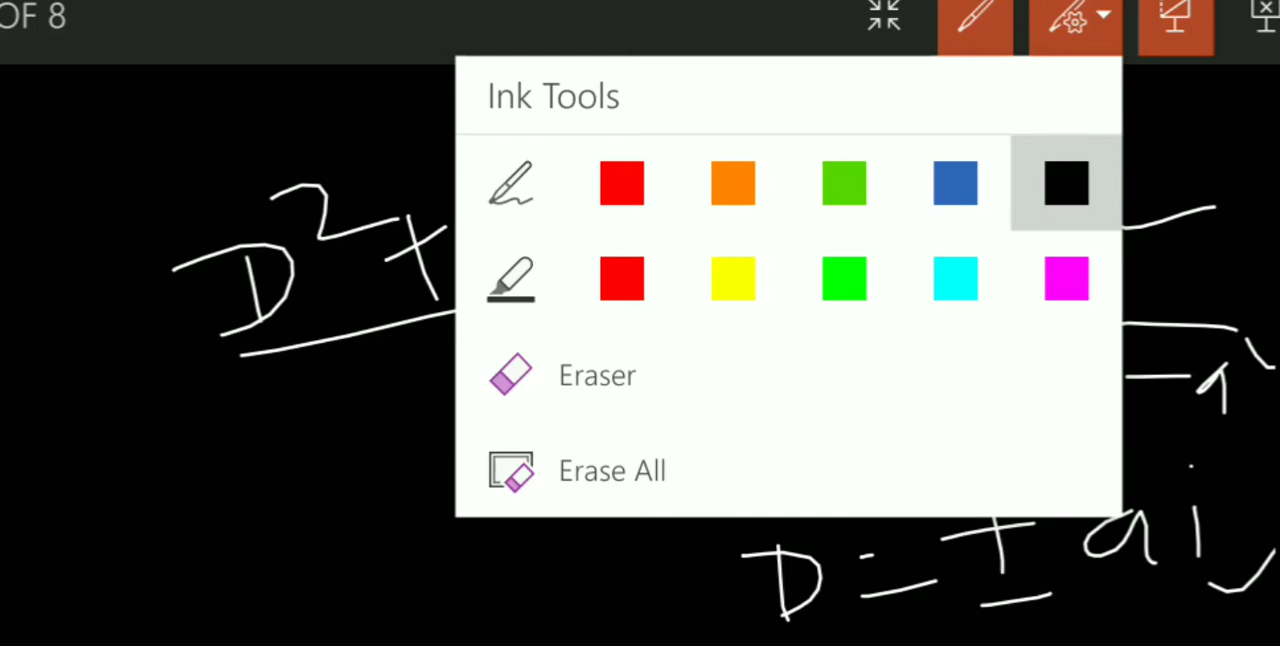 OF 8
Ink Tools
D²+
Eraser
Erase All
D = ± ai